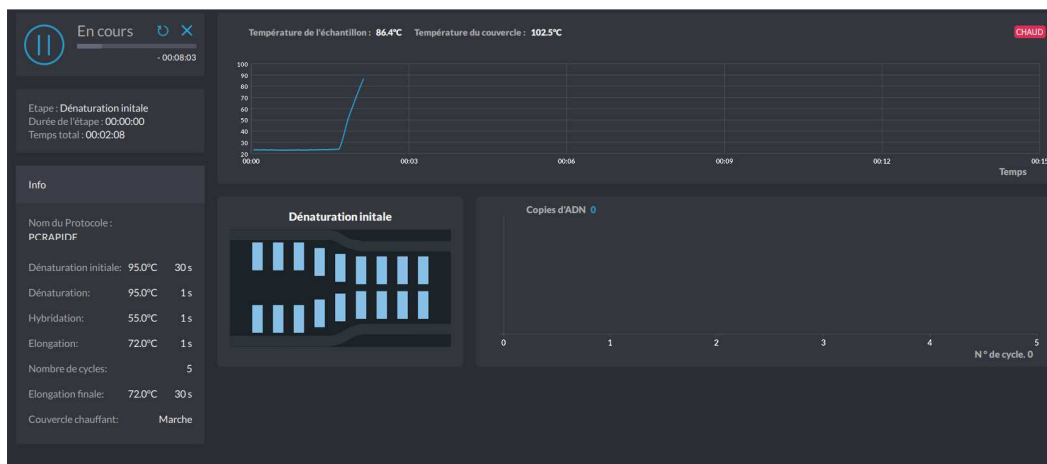 En cours
- 00:08:03
Etape : Dénaturation initale
Durée de l'étape : 00:00:00
Temps total : 00:02:08
Info
Nom du Protocole :
PCRAPIDE
Dénaturation initiale: 95.0°C 30 s
Dénaturation: 95.0°C 1 s
Hybridation: 55.0°C 1 s
Elongation: 72.0°C 1 s
Nombre de cycles: 5
Elongation finale: 72.0°C 30 s
Couvercle chauffant: Marche
Température de l'échantillon : 86.4°C Température du couvercle : 102.5°C
CHAUD
100
90
80
70
60
50
40
30
20
00:00 00:03 00:06 00:09 00:12 00:15
Temps
Dénaturation initale
Copies d'ADN 0
0 1 2 3 4 5
N ° de cycle. 0